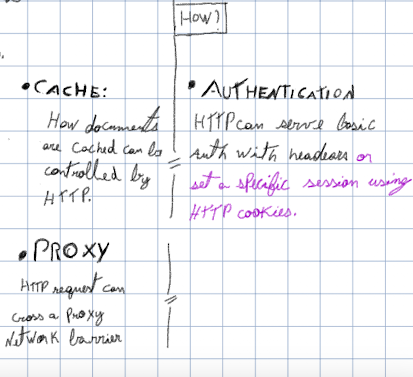 HOW?
• CACHE:
How documents
are cached can be
controlled by
HTTP.
• AUTHENTICATION
HTTP can serve basic
auth with headears or
set a specific session using
HTTP cookies.
• PROXY
HTTP request can
cross a proxy
network barrier